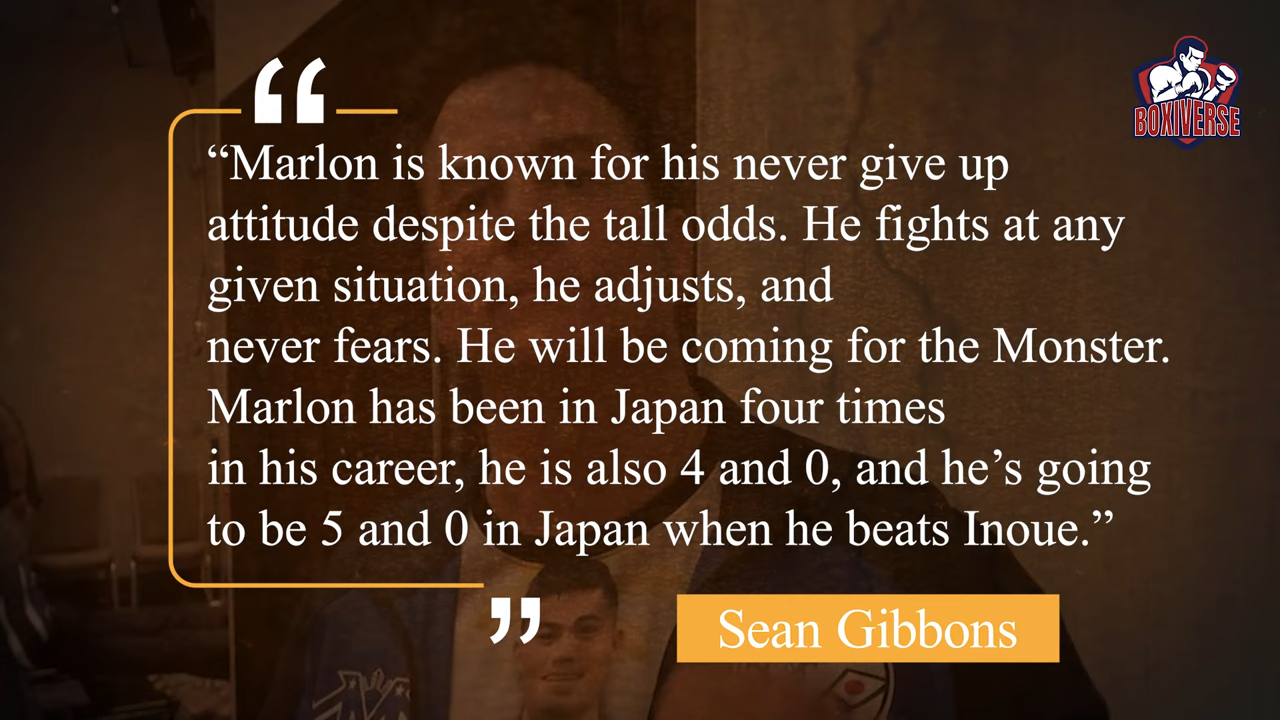 BOXIVERSE
“
“Marlon is known for his never give up
attitude despite the tall odds. He fights at any
given situation, he adjusts, and
never fears. He will be coming for the Monster.
Marlon has been in Japan four times
in his career, he is also 4 and 0, and he’s going
to be 5 and 0 in Japan when he beats Inoue.”
”
Sean Gibbons